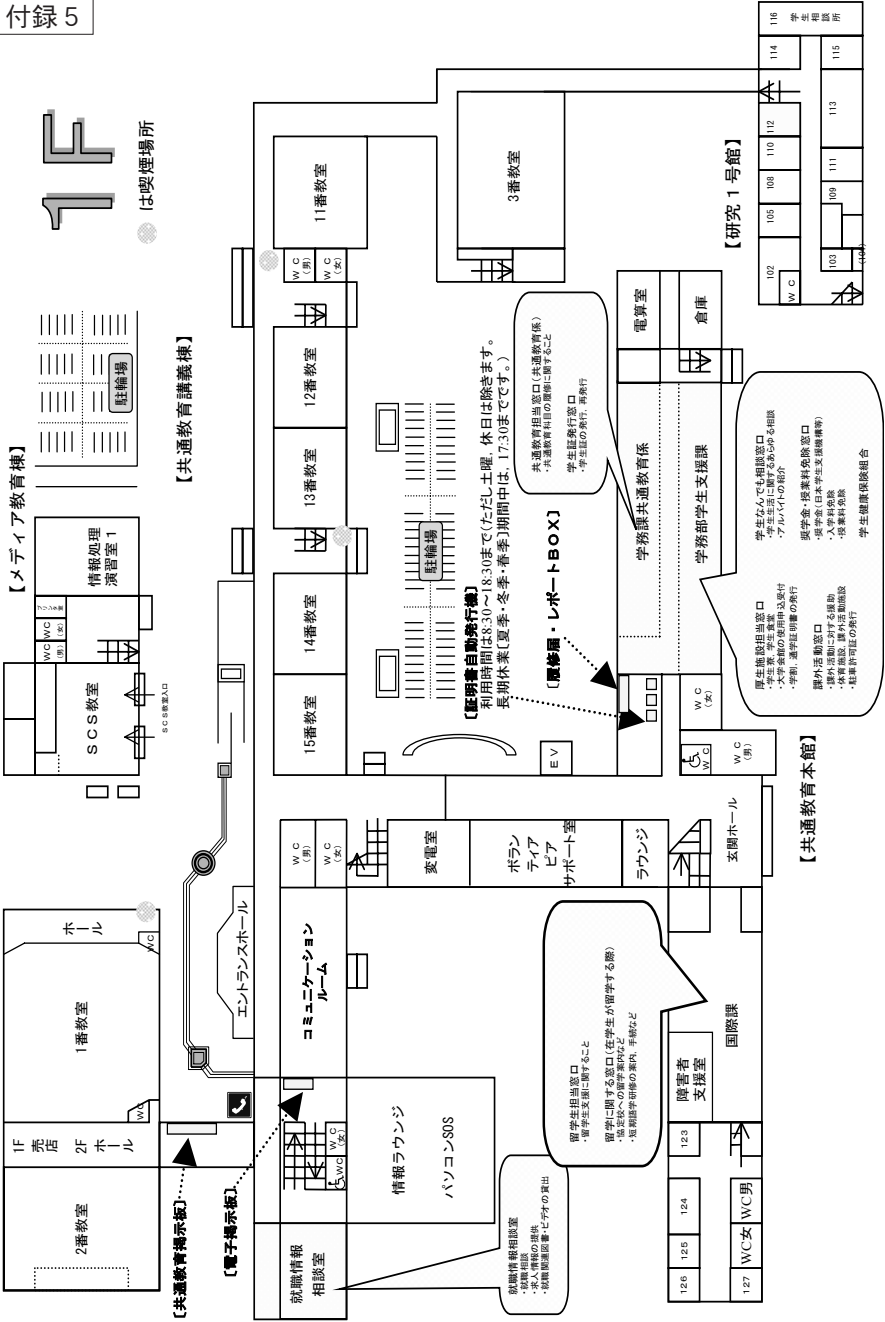 付録５
1F
は喫煙場所
【メディア教育棟】
駐輪場
情報処理
演習室１
プリンタ室
ＷＣ
（女）
ＷＣ
（男）
ＳＣＳ教室
ＳＣＳ教室入口
ホール
ＷＣ
1番教室
ＷＣ
1F
売店
2F
ホール
2番教室
【共通教育講義棟】
11番教室
ＷＣ
（男）
ＷＣ
（女）
12番教室
13番教室
14番教室
15番教室
エントランスホール
ＷＣ
（男）
ＷＣ
（女）
コミュニケーション
ルーム
ＷＣ
（女）
ＷＣ
情報ラウンジ
パソコンSOS
就職情報
相談室
〔共通教育掲示板〕
〔電子掲示板〕
就職情報相談室
・就職相談
・求人情報の提供
・就職関連図書・ビデオの貸出
3番教室
駐輪場
〔証明書自動発行機〕
利用時間は8:30～18:30まで（ただし土曜，休日は除きます。
長期休業［夏季・冬季・春季］期間中は，17:30までです。）
〔履修届・レポートＢＯＸ〕
共通教育担当窓口（共通教育係）
・共通教育科目の履修に関すること
学生証発行窓口
・学生証の発行，再発行
ＥＶ
変電室
ボラン
ティア
ピア
サポート室
ラウンジ
電算室
倉庫
学務課共通教育係
学務部学生支援課
ＷＣ
（女）
ＷＣ
ＷＣ
（男）
玄関ホール
【共通教育本館】
学生なんでも相談窓口
・学生生活に関するあらゆる相談
・アルバイトの紹介
奨学金・授業料免除窓口
・奨学金（日本学生支援機構等）
・入学料免除
・授業料免除
学生健康保険組合
厚生施設担当窓口
・学生寮，学生食堂
・大学会館の使用申込受付
・学割，通学証明書の発行
課外活動窓口
・課外活動に対する援助
・体育施設，課外活動施設
・駐車許可証の発行
留学生担当窓口
・留学生支援に関すること
留学に関する窓口（在学生が留学する際）
・協定校への留学案内など
・短期語学研修の案内，手続など
国際課
障害者
支援室
123
124
125
126
127
WC女
WC男
【研究１号館】
116
学生相談所
114
115
112
113
110
111
108
109
105
102
103
(101)
ＷＣ